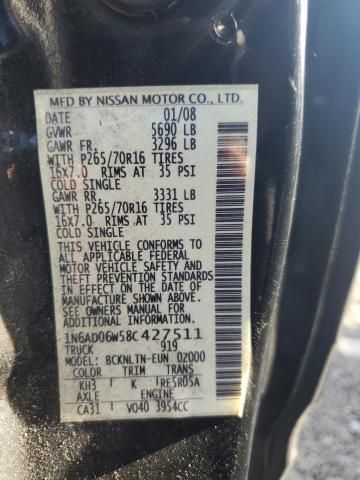 MFD BY NISSAN MOTOR CO., LTD.
DATE 01/08
GVWR 5690 LB
GAWR FR. 3296 LB
WITH P265/70R16 TIRES
16x7.0 RIMS AT 35 PSI
COLD SINGLE
GAWR RR. 3331 LB
WITH P265/70R16 TIRES
16x7.0 RIMS AT 35 PSI
COLD SINGLE
THIS VEHICLE CONFORMS TO
ALL APPLICABLE FEDERAL
MOTOR VEHICLE SAFETY AND
THEFT PREVENTION STANDARDS
IN EFFECT ON THE DATE OF
MANUFACTURE SHOWN ABOVE.
SEE OWNERS MANUAL FOR
ADDITIONAL INFORMATION.
1N6AD06W58C427511
TRUCK 919
MODEL: BCKNLTN-EUN 02000
COLOR TRIM TRANS
KH3 K RE5R05A
AXLE ENGINE
CA31 VQ40 3954CC